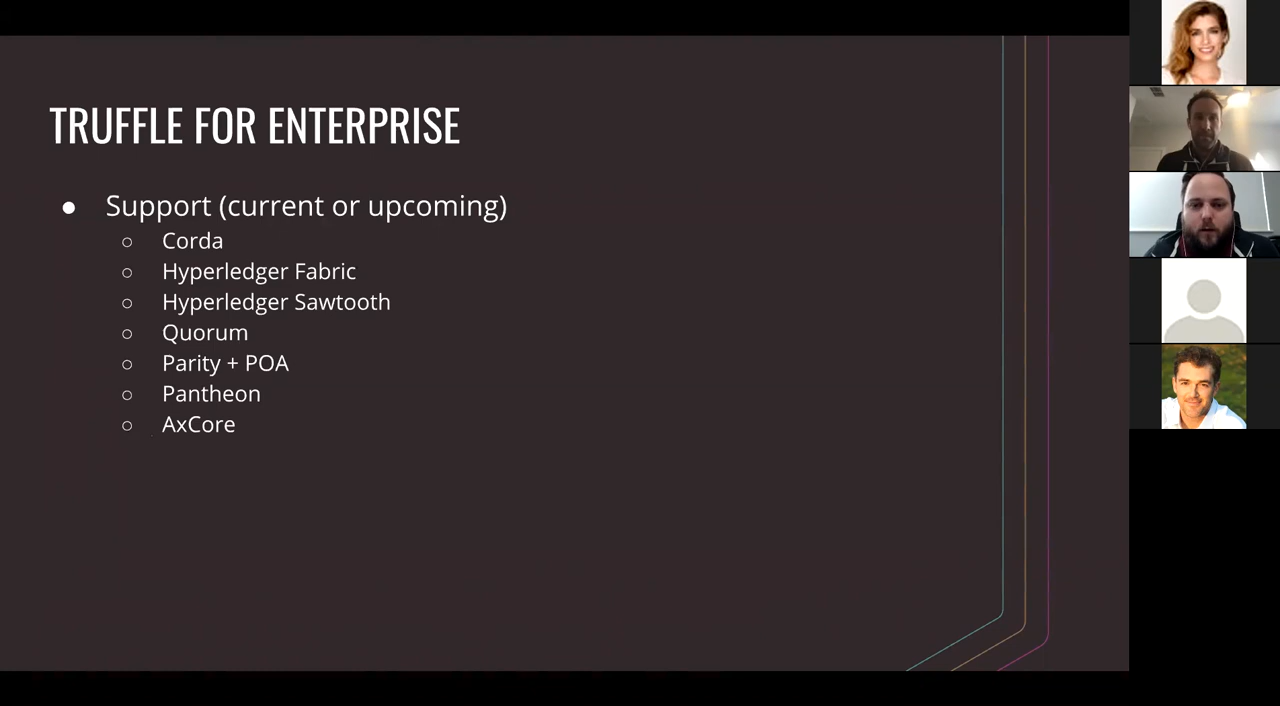 TRUFFLE FOR ENTERPRISE
● Support (current or upcoming)
○ Corda
○ Hyperledger Fabric
○ Hyperledger Sawtooth
○ Quorum
○ Parity + POA
○ Pantheon
○ AxCore